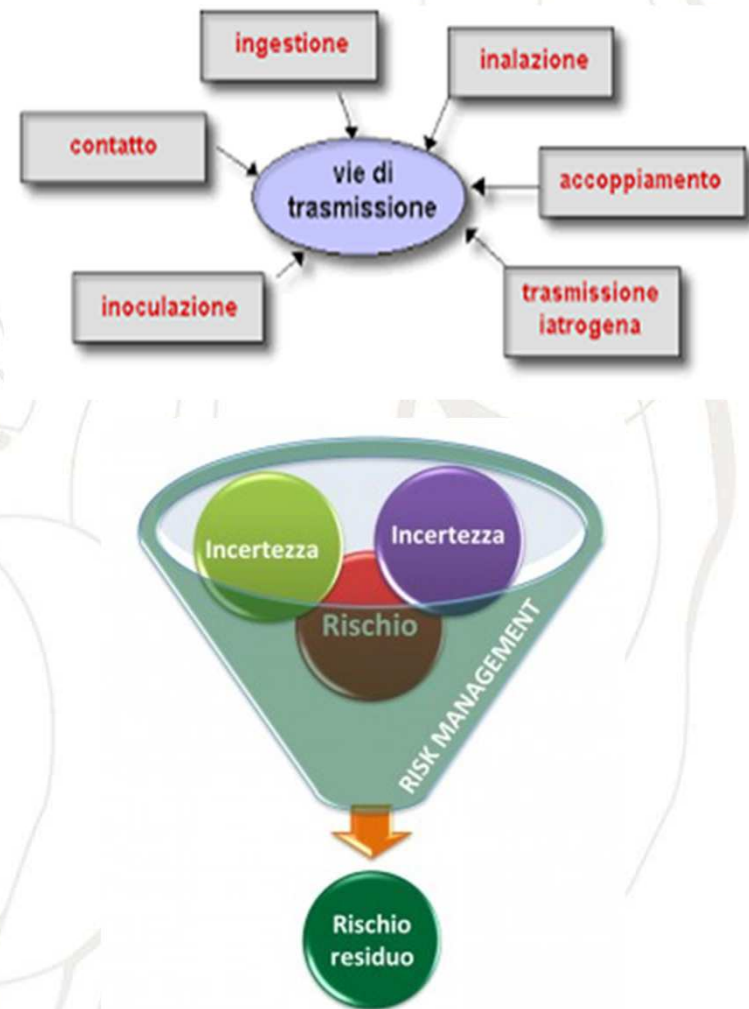 ingestione
inalazione
contatto
vie di
trasmissione
accoppiamento
inoculazione
trasmissione
iatrogena
Incertezza
Incertezza
Rischio
RISK MANAGEMENT
Rischio
residuo